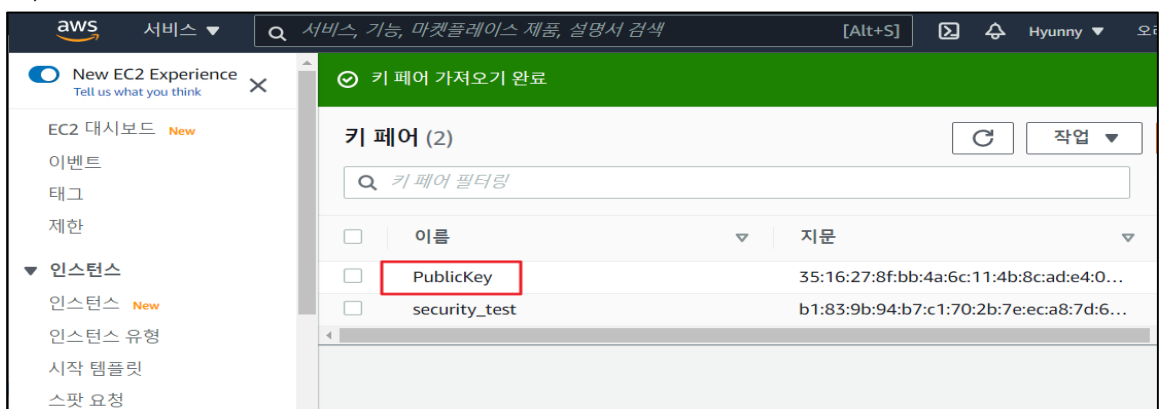 aws 서비스 ▼ 서비스, 기능, 마켓플레이스 제품, 설명서 검색 [Alt+S] Hyunny ▼
New EC2 Experience
Tell us what you think
키 페어 가져오기 완료
EC2 대시보드 New
이벤트
태그
제한
▼ 인스턴스
인스턴스 New
인스턴스 유형
시작 템플릿
스팟 요청
키 페어 (2) 작업 ▼
키 페어 필터링
이름 지문
PublicKey 35:16:27:8f:bb:4a:6c:11:4b:8c:ad:e4:0...
security_test b1:83:9b:94:b7:c1:70:2b:7e:ec:a8:7d:6...